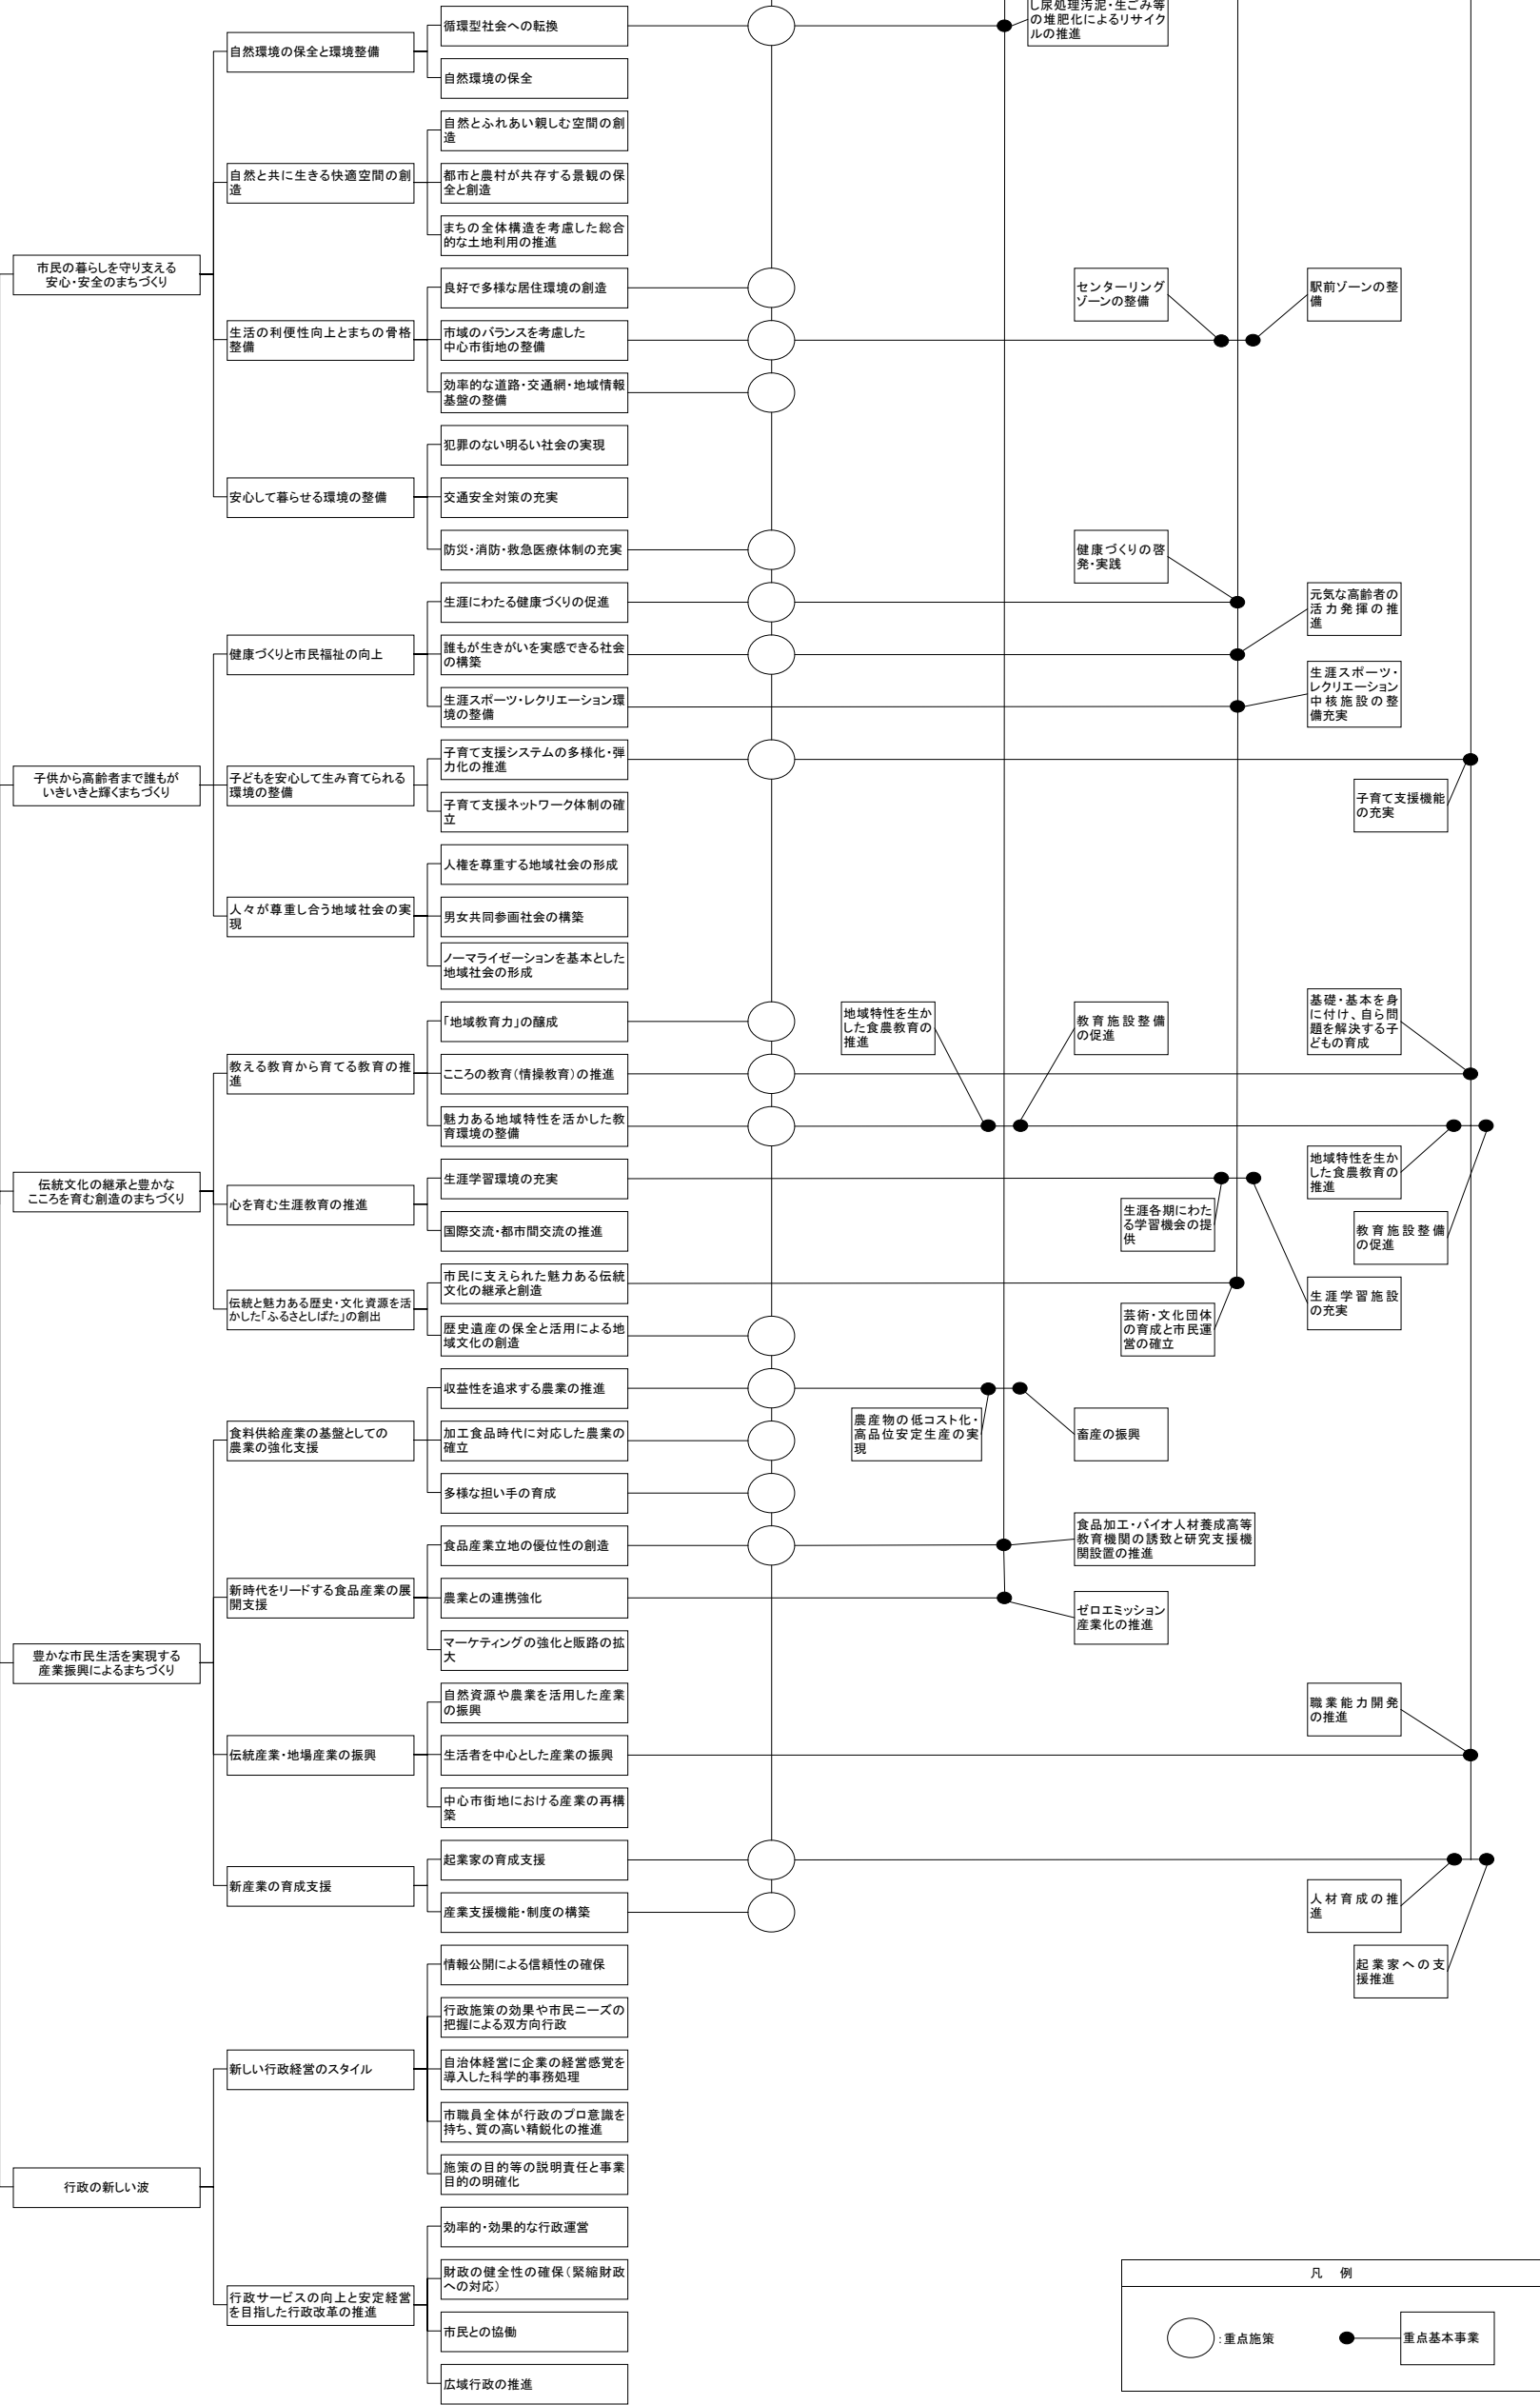 し尿処理汚泥・生ごみ等
の堆肥化によるリサイク
ルの推進
循環型社会への転換
自然環境の保全と環境整備
自然環境の保全
自然とふれあい親しむ空間の創
造
自然と共に生きる快適空間の創
造
都市と農村が共存する景観の保
全と創造
まちの全体構造を考慮した総合
的な土地利用の推進
市民の暮らしを守り支える
安心・安全のまちづくり
良好で多様な居住環境の創造
センターリング
ゾーンの整備
駅前ゾーンの整
備
生活の利便性向上とまちの骨格
整備
市域のバランスを考慮した
中心市街地の整備
効率的な道路・交通網・地域情報
基盤の整備
犯罪のない明るい社会の実現
安心して暮らせる環境の整備
交通安全対策の充実
防災・消防・救急医療体制の充実
健康づくりの啓
発・実践
生涯にわたる健康づくりの促進
元気な高齢者の
活力発揮の推
進
健康づくりと市民福祉の向上
誰もが生きがいを実感できる社会
の構築
生涯スポーツ・レクリエーション環
境の整備
生涯スポーツ・
レクリエーション
中核施設の整
備充実
子供から高齢者まで誰もが
いきいきと輝くまちづくり
子どもを安心して生み育てられる
環境の整備
子育て支援システムの多様化・弾
力化の推進
子育て支援ネットワーク体制の確
立
子育て支援機能
の充実
人権を尊重する地域社会の形成
人々が尊重し合う地域社会の実
現
男女共同参画社会の構築
ノーマライゼーションを基本とした
地域社会の形成
「地域教育力」の醸成
地域特性を生か
した食農教育の
推進
教育施設整備
の促進
基礎・基本を身
に付け、自ら問
題を解決する子
どもの育成
教える教育から育てる教育の推
進
こころの教育(情操教育)の推進
魅力ある地域特性を活かした教
育環境の整備
地域特性を生か
した食農教育の
推進
伝統文化の継承と豊かな
こころを育む創造のまちづくり
心を育む生涯教育の推進
生涯学習環境の充実
国際交流・都市間交流の推進
生涯各期にわた
る学習機会の提
供
教育施設整備
の促進
伝統と魅力ある歴史・文化資源を活
かした「ふるさとしばた」の創出
市民に支えられた魅力ある伝統
文化の継承と創造
歴史遺産の保全と活用による地
域文化の創造
芸術・文化団体
の育成と市民運
営の確立
生涯学習施設
の充実
収益性を追求する農業の推進
食料供給産業の基盤としての
農業の強化支援
加工食品時代に対応した農業の
確立
農産物の低コスト化・
高品位安定生産の実
現
畜産の振興
多様な担い手の育成
食品産業立地の優位性の創造
食品加工・バイオ人材養成高等
教育機関の誘致と研究支援機
関設置の推進
新時代をリードする食品産業の展
開支援
農業との連携強化
ゼロエミッション
産業化の推進
マーケティングの強化と販路の拡
大
豊かな市民生活を実現する
産業振興によるまちづくり
自然資源や農業を活用した産業
の振興
職業能力開発
の推進
伝統産業・地場産業の振興
生活者を中心とした産業の振興
中心市街地における産業の再構
築
起業家の育成支援
新産業の育成支援
産業支援機能・制度の構築
人材育成の推
進
起業家への支
援推進
情報公開による信頼性の確保
行政施策の効果や市民ニーズの
把握による双方向行政
新しい行政経営のスタイル
自治体経営に企業の経営感覚を
導入した科学的事務処理
市職員全体が行政のプロ意識を
持ち、質の高い精鋭化の推進
施策の目的等の説明責任と事業
目的の明確化
行政の新しい波
効率的・効果的な行政運営
財政の健全性の確保(緊縮財政
への対応)
行政サービスの向上と安定経営
を目指した行政改革の推進
市民との協働
広域行政の推進
凡 例
:重点施策
重点基本事業